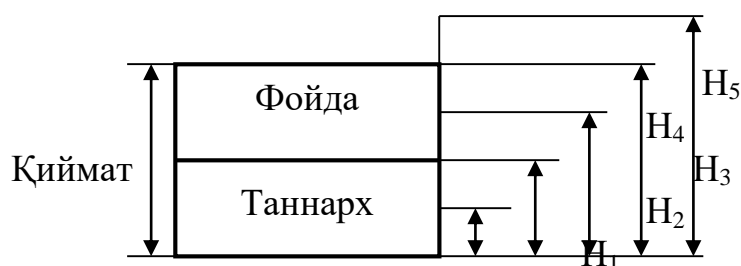 Фойда
H₅
H₄
Қиймат
H₃
Таннарх
H₂
H₁